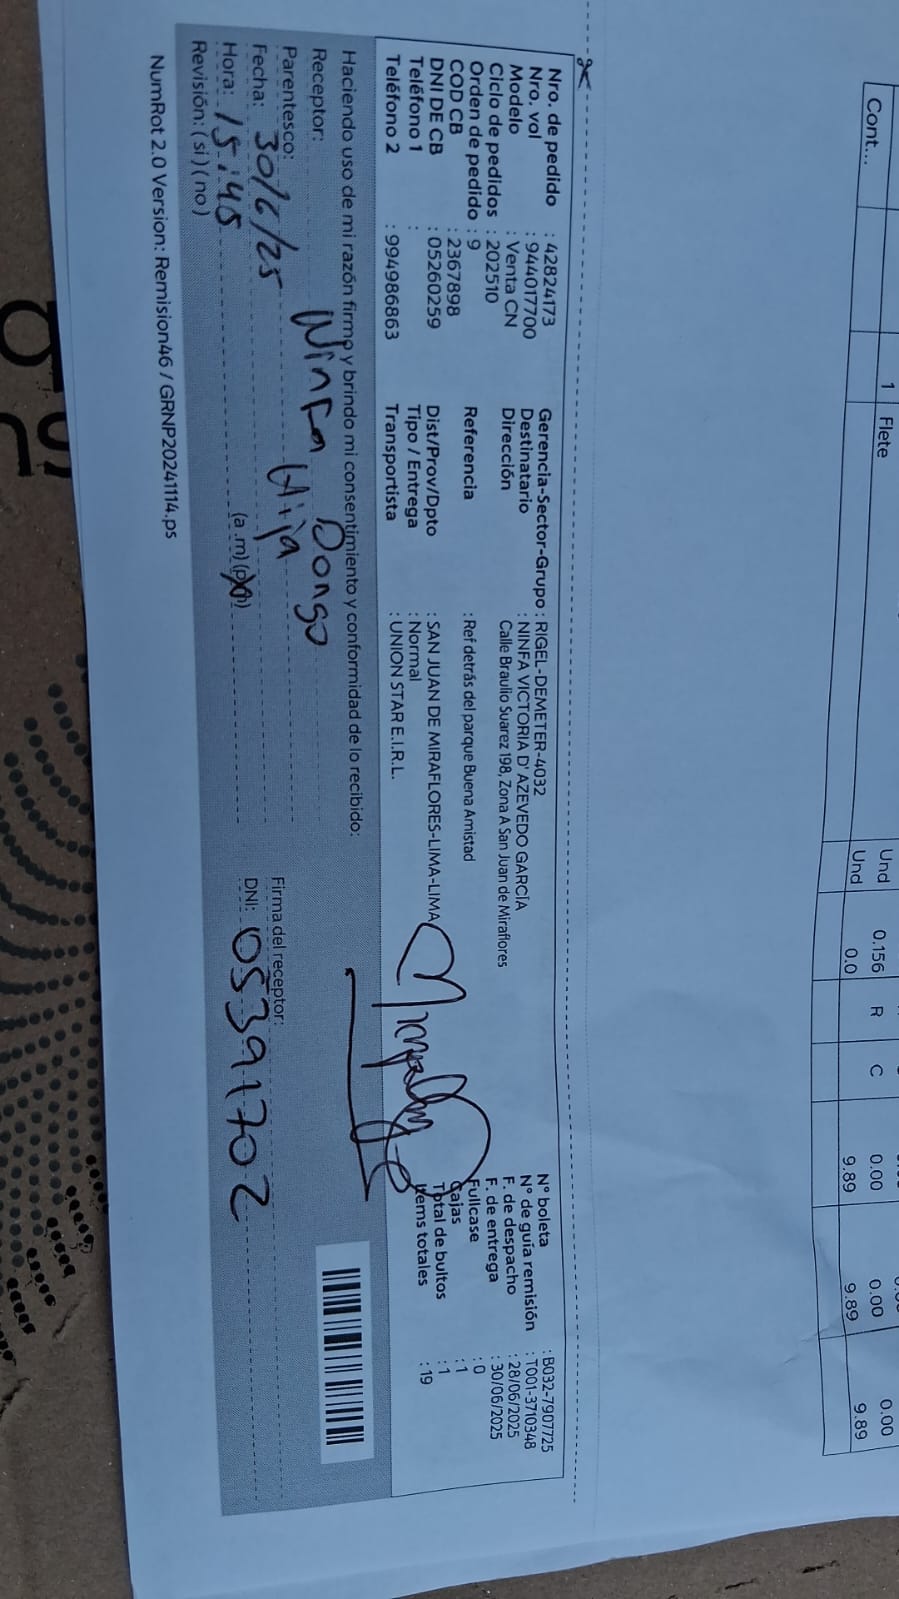 Cont...
1 Flete Und 0.156 R C 0.00 0.00 0.00
Und 0.0 9.89 9.89 9.89
Nro. de pedido : 42824173
Nro. vol : 944017700
Modelo : Venta CN
Ciclo de pedidos : 202510
Orden de pedido : 9
COD CB : 2367898
DNI DE CB : 05260259
Teléfono 1 :
Teléfono 2 : 994986863
Gerencia-Sector-Grupo : RIGEL-DEMETER-4032
Destinatario : NINFA VICTORIA D' AZEVEDO GARCÍA
Dirección Calle Braulio Suarez 198, Zona A San Juan de Miraflores
Referencia : Ref detrás del parque Buena Amistad
Dist/Prov/Dpto : SAN JUAN DE MIRAFLORES-LIMA-LIMA
Tipo / Entrega : Normal
Transportista : UNION STAR E.I.R.L.
N° boleta : B032-7907725
N° de guía remisión : T001-3710348
F. de despacho : 28/06/2025
F. de entrega : 30/06/2025
Fullcase : 0
Cajas : 1
Total de bultos : 1
Items totales : 19
Haciendo uso de mi razón firmo y brindo mi consentimiento y conformidad de lo recibido:
Receptor: Ninfa Dongo
Parentesco: Hija
Fecha: 30/6/25
Hora: 15:45 (a .m) (p.m)
Revisión: ( si ) ( no )
Firma del receptor:
DNI: 05391702
NumRot 2.0 Version: Remision46 / GRNP20241114.ps